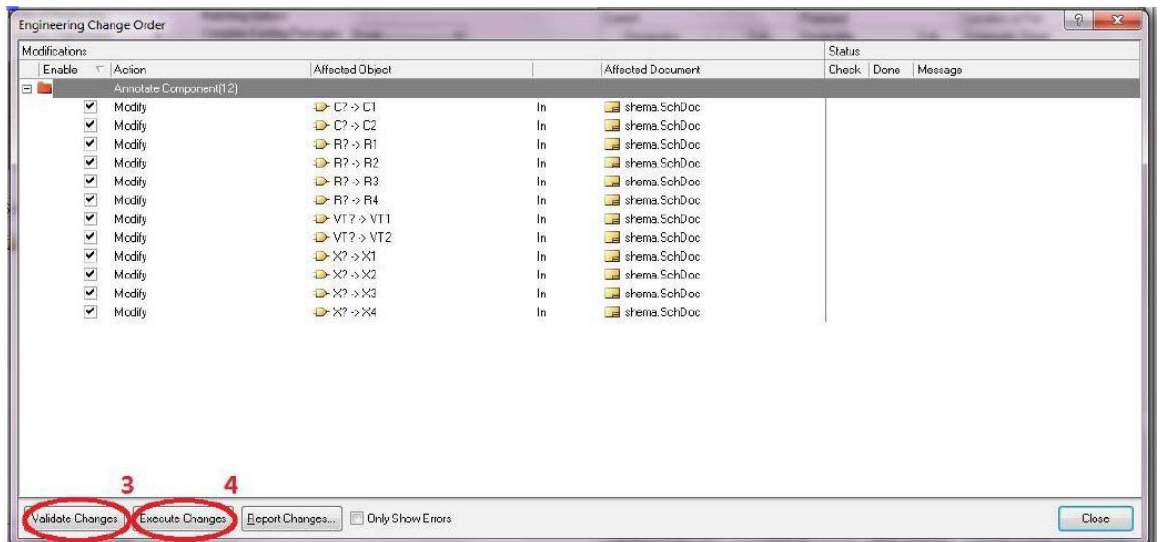 Engineering Change Order
Modifications Status
Enable Action Affected Object Affected Document Check Done Message
Annotate Component(12)
Modify C? -> C1 In shema.SchDoc
Modify C? -> C2 In shema.SchDoc
Modify R? -> R1 In shema.SchDoc
Modify R? -> R2 In shema.SchDoc
Modify R? -> R3 In shema.SchDoc
Modify R? -> R4 In shema.SchDoc
Modify VT? -> VT1 In shema.SchDoc
Modify VT? -> VT2 In shema.SchDoc
Modify X? -> X1 In shema.SchDoc
Modify X? -> X2 In shema.SchDoc
Modify X? -> X3 In shema.SchDoc
Modify X? -> X4 In shema.SchDoc
3 4
Validate Changes Execute Changes Report Changes... Only Show Errors Close